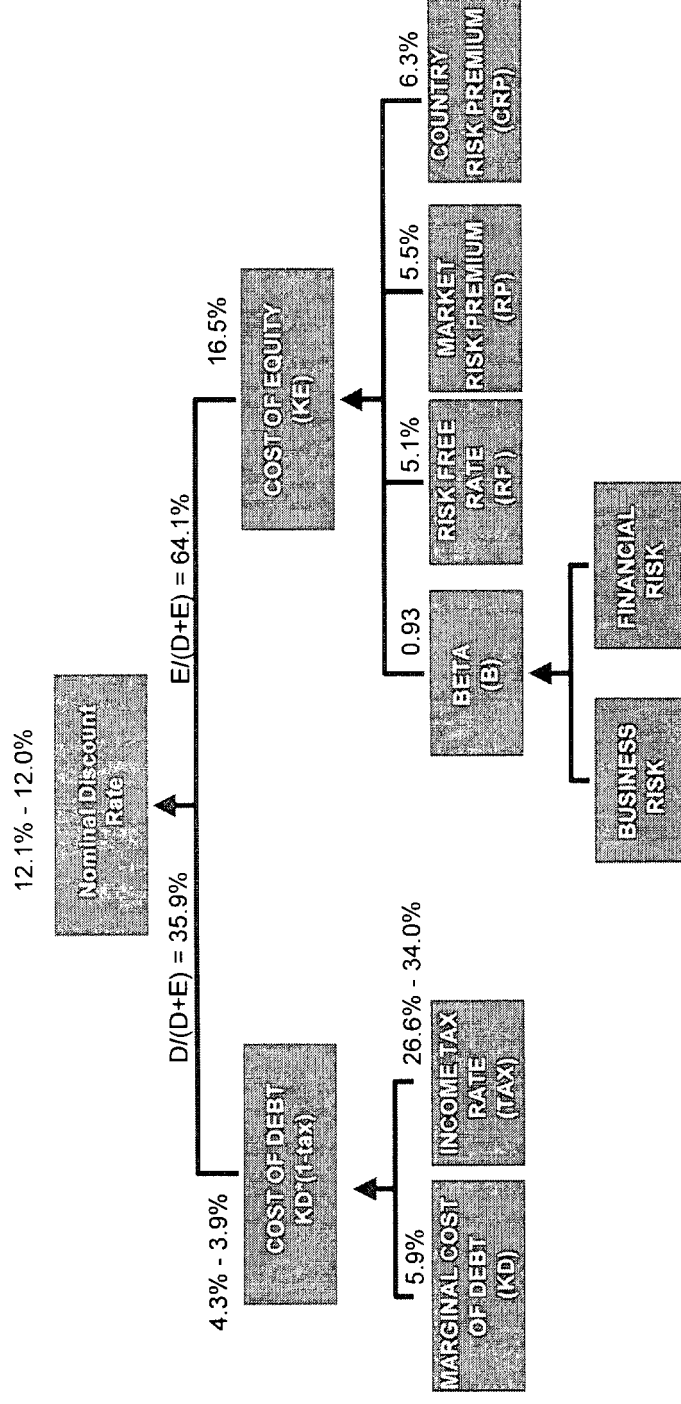 12.1% - 12.0%
Nominal Discount
Rate
D/(D+E) = 35.9%
E/(D+E) = 64.1%
4.3% - 3.9%
COST OF DEBT
KD*(1-tax)
16.5%
COST OF EQUITY
(KE)
5.9%
MARGINAL COST
OF DEBT
(KD)
26.6% - 34.0%
INCOME TAX
RATE
(TAX)
0.93
BETA
(B)
5.1%
RISK FREE
RATE
(RF )
5.5%
MARKET
RISK PREMIUM
(RP)
6.3%
COUNTRY
RISK PREMIUM
(CRP)
BUSINESS
RISK
FINANCIAL
RISK